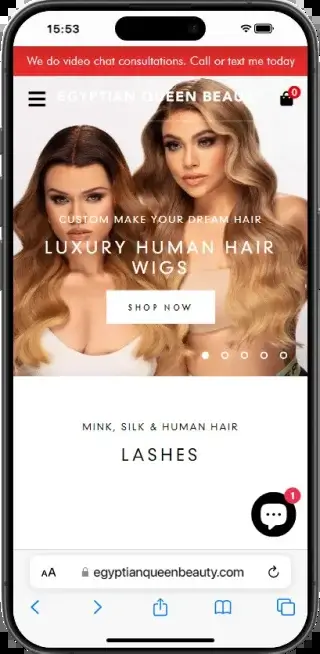 15:53
We do video chat consultations. Call or text me today
EGYPTIAN QUEEN BEAUTY
0
CUSTOM MAKE YOUR DREAM HAIR
LUXURY HUMAN HAIR
WIGS
SHOP NOW
MINK, SILK & HUMAN HAIR
LASHES
1
AA
egyptianqueenbeauty.com